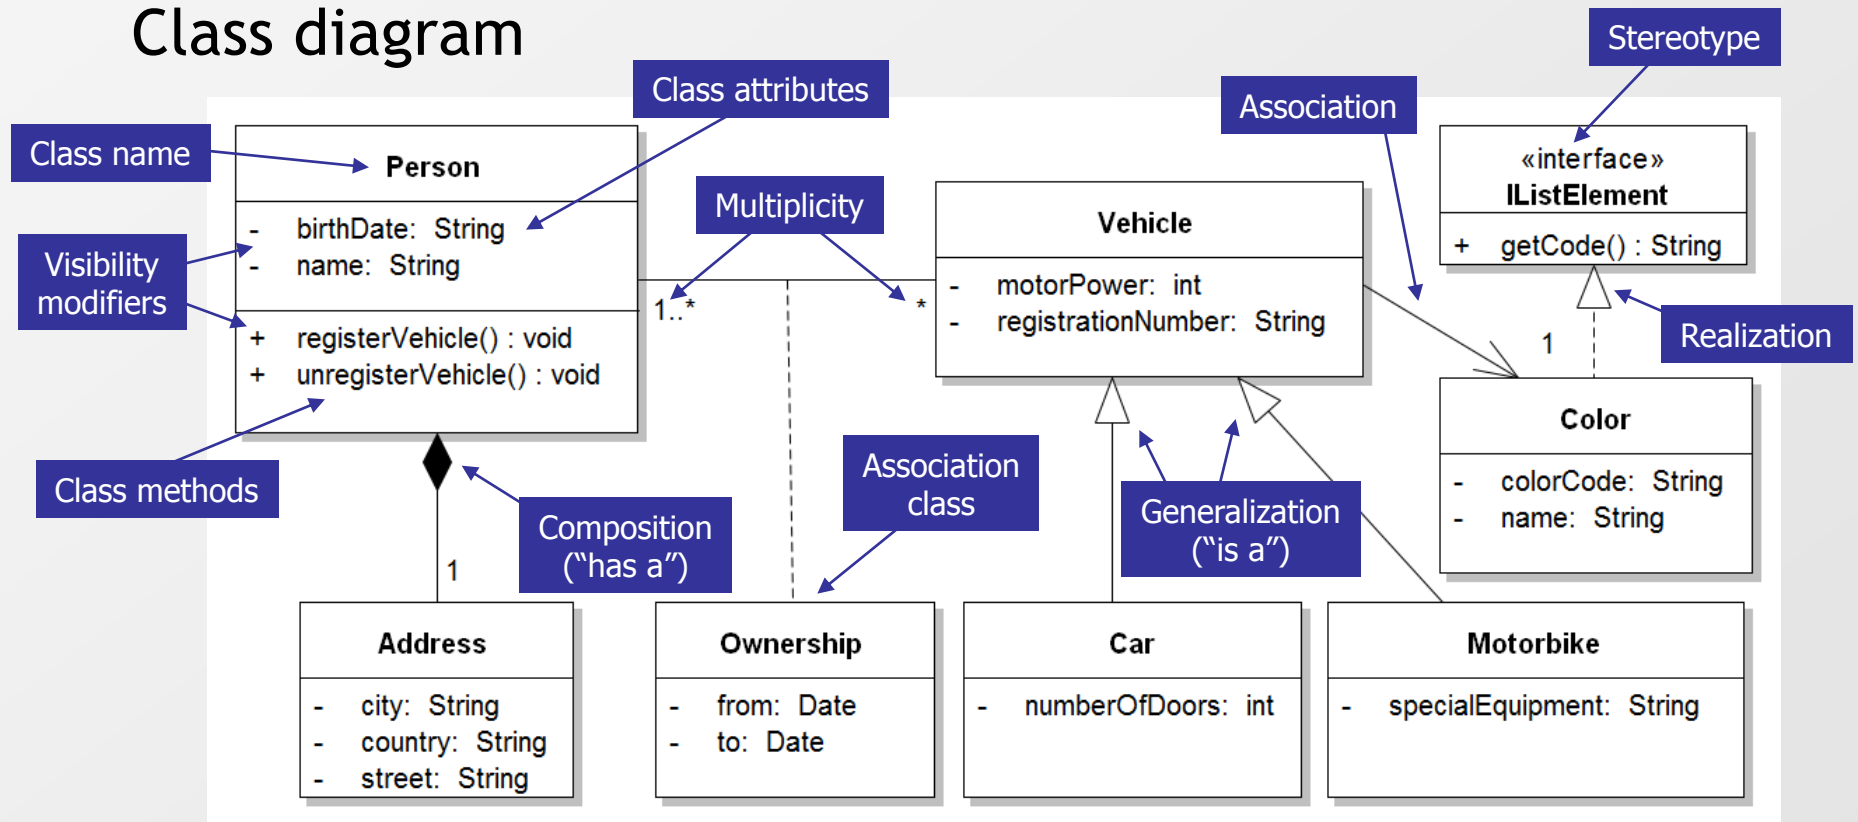 Class diagram
Stereotype
Class attributes
Association
Class name
Person
«interface»
IListElement
Multiplicity
Vehicle
- birthDate: String
- name: String
+ getCode() : String
Visibility
modifiers
- motorPower: int
- registrationNumber: String
1..*
*
+ registerVehicle() : void
+ unregisterVehicle() : void
1
Realization
Color
- colorCode: String
- name: String
Class methods
Association
class
Composition
(“has a”)
Generalization
(“is a”)
1
Address
- city: String
- country: String
- street: String
Ownership
- from: Date
- to: Date
Car
- numberOfDoors: int
Motorbike
- specialEquipment: String